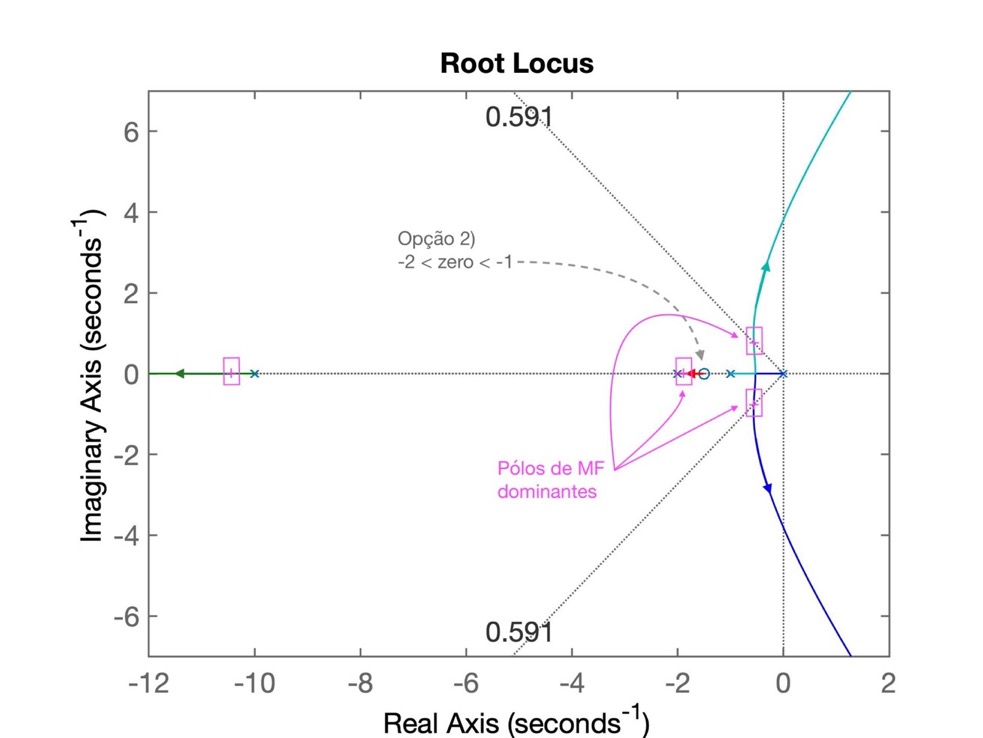 Root Locus
0.591
6
4
2
0
-2
-4
-6
Opção 2)
-2 < zero < -1
Pólos de MF
dominantes
0.591
-12 -10 -8 -6 -4 -2 0 2
Real Axis (seconds-1)
Imaginary Axis (seconds-1)